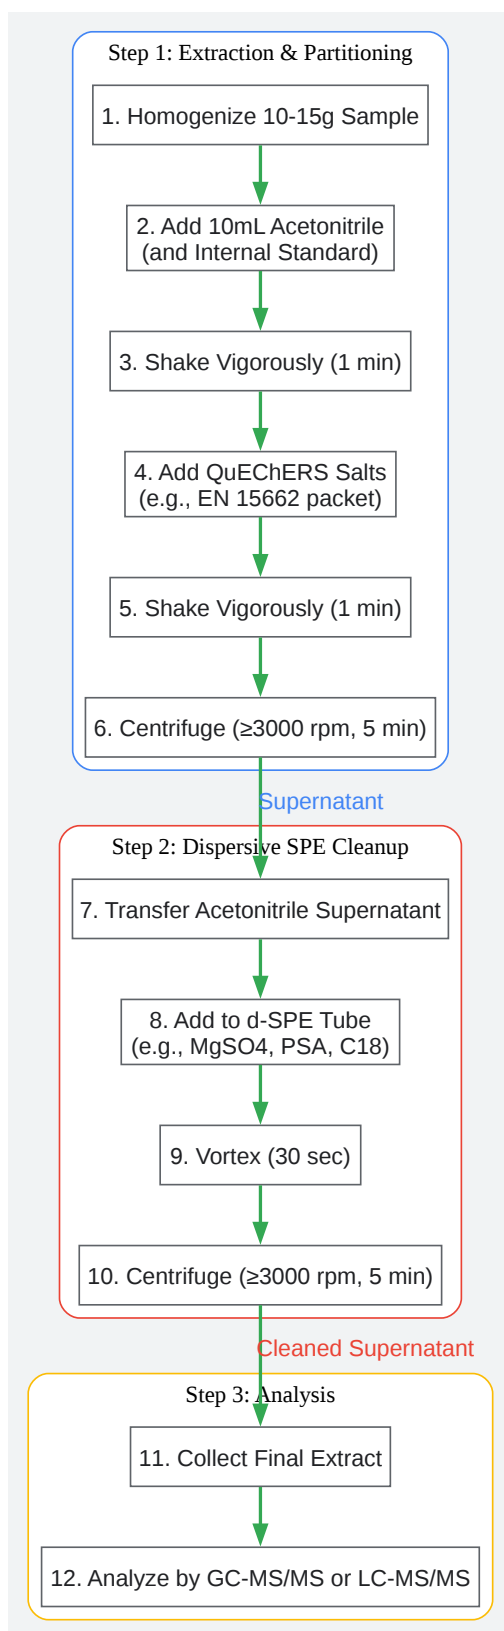 Step 1: Extraction & Partitioning
1. Homogenize 10-15g Sample
2. Add 10mL Acetonitrile
(and Internal Standard)
3. Shake Vigorously (1 min)
4. Add QuEChERS Salts
(e.g., EN 15662 packet)
5. Shake Vigorously (1 min)
6. Centrifuge (≥3000 rpm, 5 min)
Supernatant
Step 2: Dispersive SPE Cleanup
7. Transfer Acetonitrile Supernatant
8. Add to d-SPE Tube
(e.g., MgSO4, PSA, C18)
9. Vortex (30 sec)
10. Centrifuge (≥3000 rpm, 5 min)
Cleaned Supernatant
Step 3: Analysis
11. Collect Final Extract
12. Analyze by GC-MS/MS or LC-MS/MS